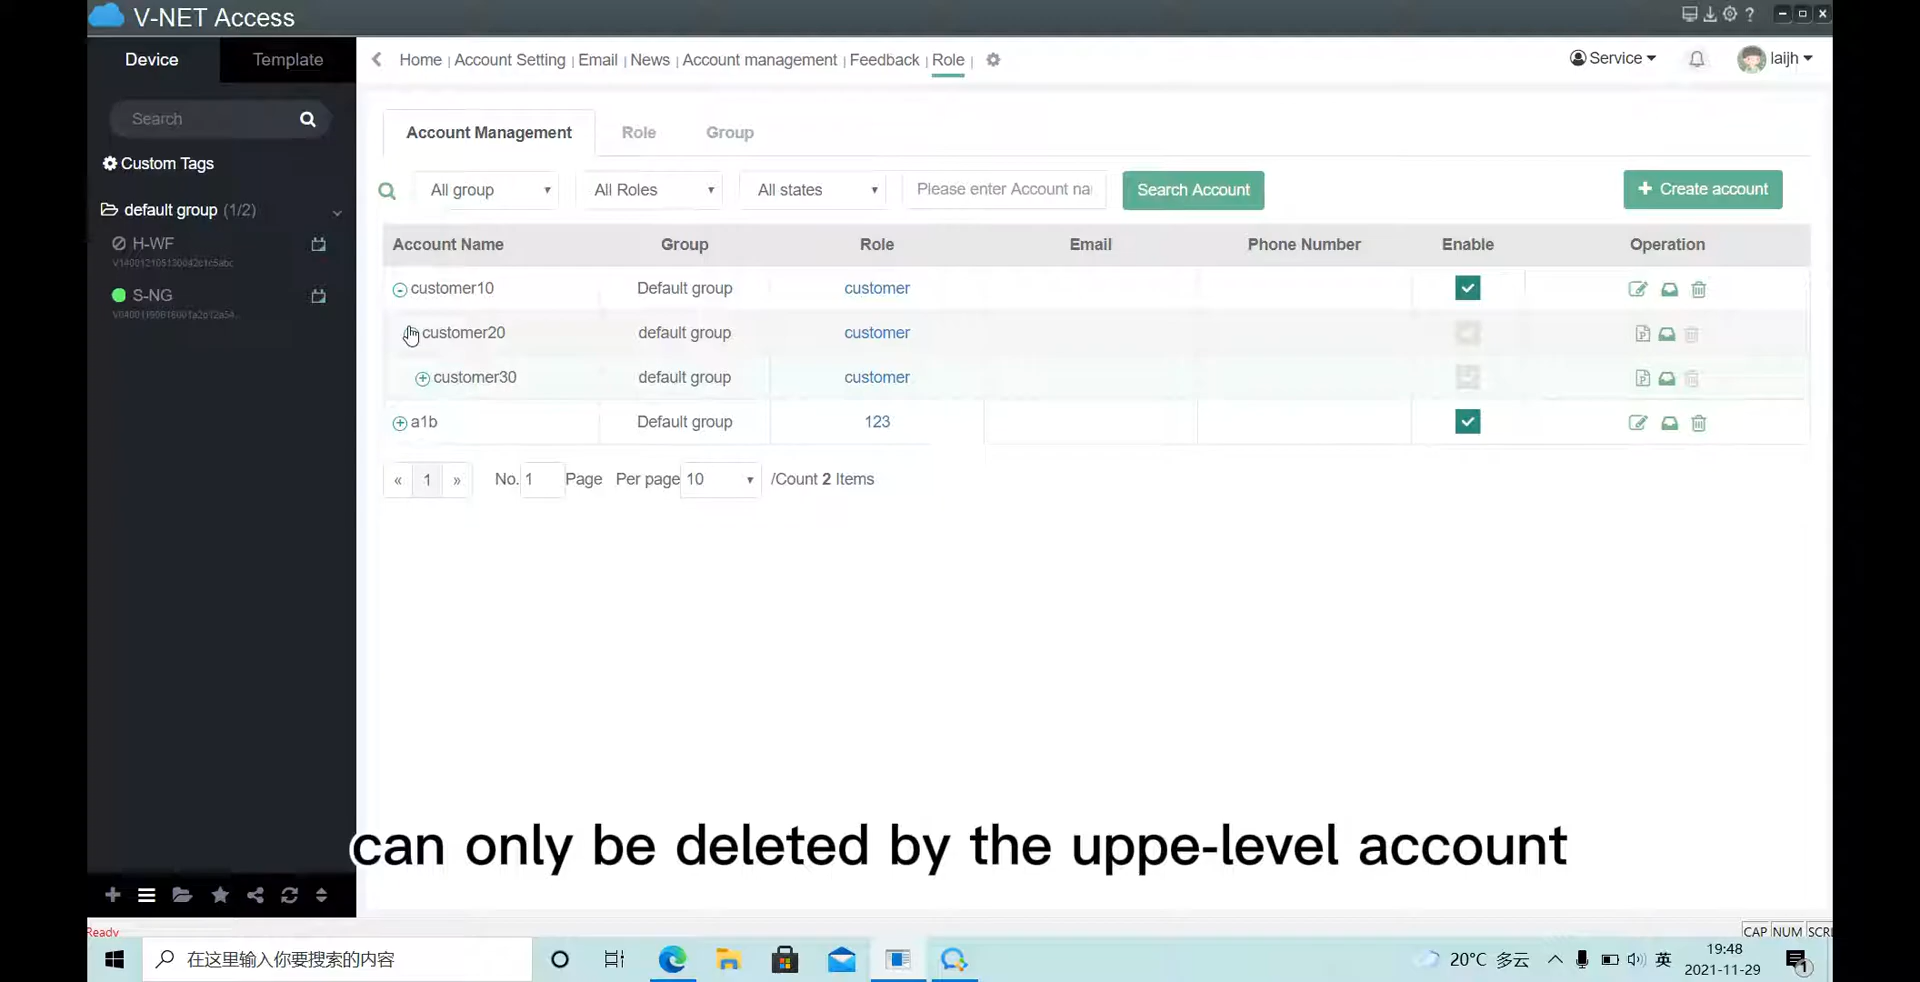 V-NET Access
Device Template
Home | Account Setting | Email | News | Account management | Feedback | Role |
Service laijh
Search
Custom Tags
default group (1/2)
H-WF
S-NG
Account Management Role Group
All group All Roles All states Please enter Account na Search Account + Create account
Account Name Group Role Email Phone Number Enable Operation
customer10 Default group customer
customer20 default group customer
customer30 default group customer
a1b Default group 123
« 1 » No. 1 Page Per page 10 /Count 2 Items
can only be deleted by the uppe-level account
Ready
CAP NUM SCRL
在这里输入你要搜索的内容
20°C 多云 英 19:48
2021-11-29
1